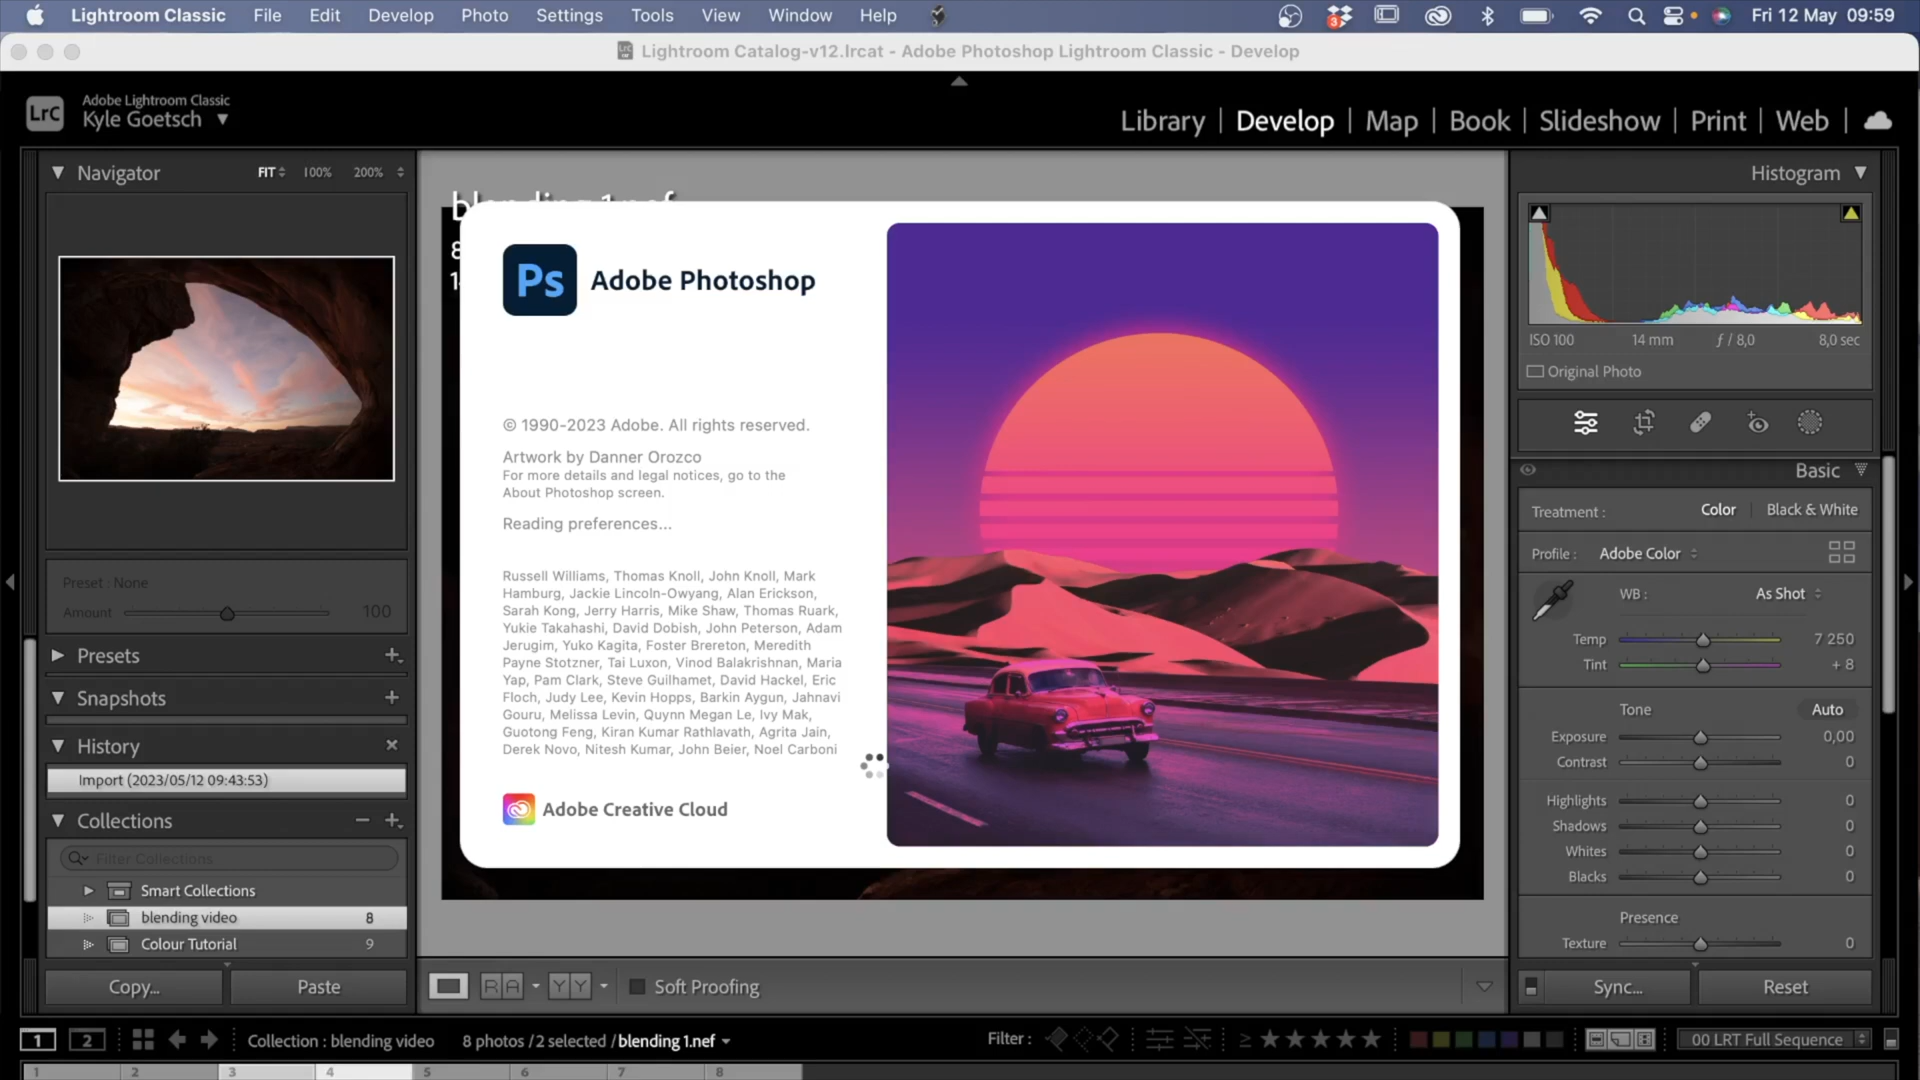 Lightroom Classic File Edit Develop Photo Settings Tools View Window Help 3 Fri 12 May 09:59
Lightroom Catalog-v12.lrcat - Adobe Photoshop Lightroom Classic - Develop
LrC Adobe Lightroom Classic
Kyle Goetsch
Library | Develop | Map | Book | Slideshow | Print | Web
Navigator FIT 100% 200%
Preset : None
Amount 100
Presets
Snapshots
History
Import (2023/05/12 09:43:53)
Collections
Filter Collections
Smart Collections
blending video 8
Colour Tutorial 9
Copy... Paste
blending 1.nef
Ps Adobe Photoshop
© 1990-2023 Adobe. All rights reserved.
Artwork by Danner Orozco
For more details and legal notices, go to the
About Photoshop screen.
Reading preferences...
Russell Williams, Thomas Knoll, John Knoll, Mark
Hamburg, Jackie Lincoln-Owyang, Alan Erickson,
Sarah Kong, Jerry Harris, Mike Shaw, Thomas Ruark,
Yukie Takahashi, David Dobish, John Peterson, Adam
Jerugim, Yuko Kagita, Foster Brereton, Meredith
Payne Stotzner, Tai Luxon, Vinod Balakrishnan, Maria
Yap, Pam Clark, Steve Guilhamet, David Hackel, Eric
Floch, Judy Lee, Kevin Hopps, Barkin Aygun, Jahnavi
Gouru, Melissa Levin, Quynn Megan Le, Ivy Mak,
Guotong Feng, Kiran Kumar Rathlavath, Agrita Jain,
Derek Novo, Nitesh Kumar, John Beier, Noel Carboni
Adobe Creative Cloud
R A Y Y Soft Proofing
Histogram
ISO 100 14 mm ƒ / 8,0 8,0 sec
Original Photo
Basic
Treatment : Color Black & White
Profile : Adobe Color
WB : As Shot
Temp 7 250
Tint + 8
Tone Auto
Exposure 0,00
Contrast 0
Highlights 0
Shadows 0
Whites 0
Blacks 0
Presence
Texture 0
Sync... Reset
1 2 Collection : blending video 8 photos / 2 selected / blending 1.nef Filter : 00 LRT Full Sequence
1 2 3 4 5 6 7 8